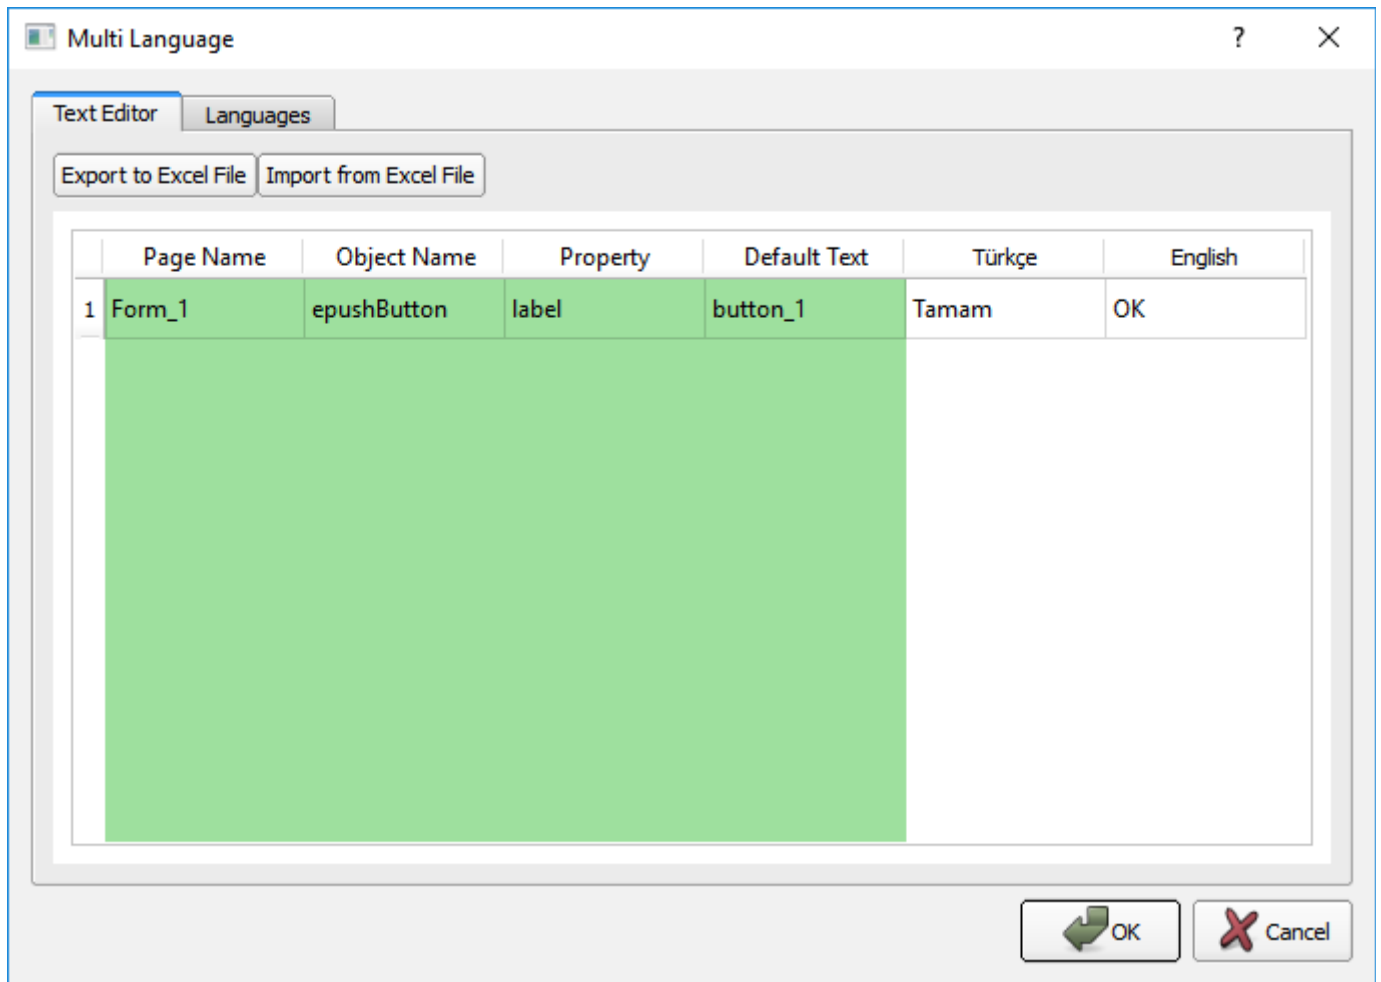 Multi Language ?
Text Editor Languages
Export to Excel File Import from Excel File
Page Name Object Name Property Default Text Türkçe English
1 Form_1 epushButton label button_1 Tamam OK
OK Cancel